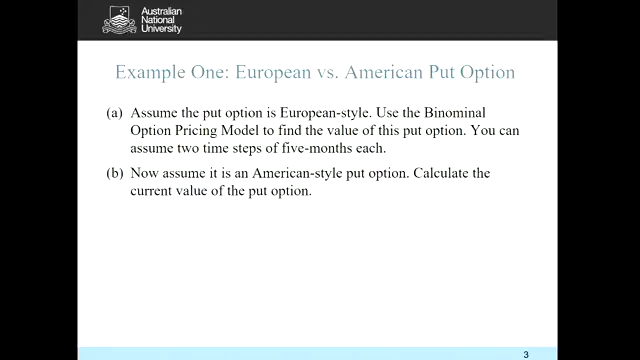 Australian
National
University
Example One: European vs. American Put Option
(a) Assume the put option is European-style. Use the Binominal
Option Pricing Model to find the value of this put option. You can
assume two time steps of five-months each.
(b) Now assume it is an American-style put option. Calculate the
current value of the put option.
3